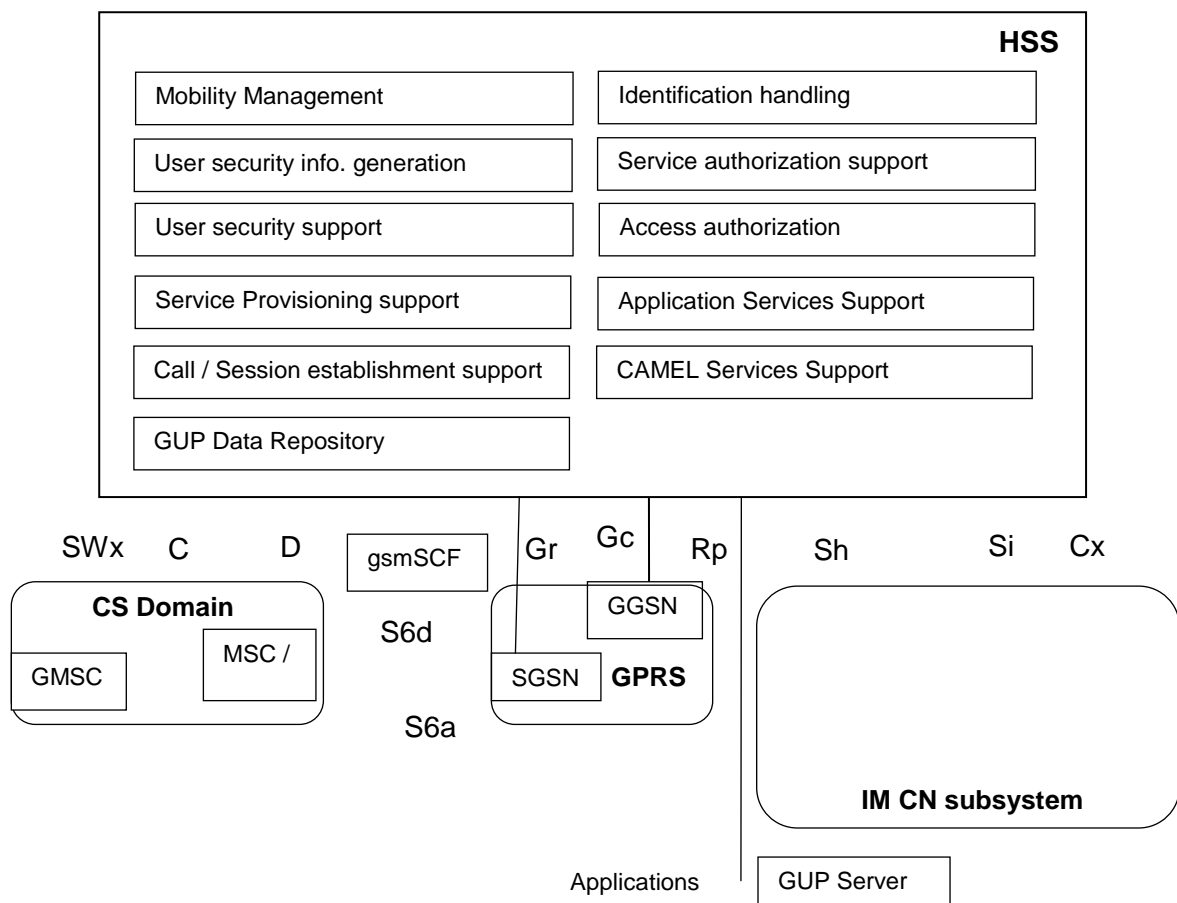 HSS
Mobility Management
Identification handling
User security info. generation
Service authorization support
User security support
Access authorization
Service Provisioning support
Application Services Support
Call / Session establishment support
CAMEL Services Support
GUP Data Repository
SWx
C
D
gsmSCF
Gr
Gc
Rp
Sh
Si
Cx
CS Domain
GGSN
S6d
MSC /
GMSC
SGSN
GPRS
S6a
IM CN subsystem
Applications
GUP Server